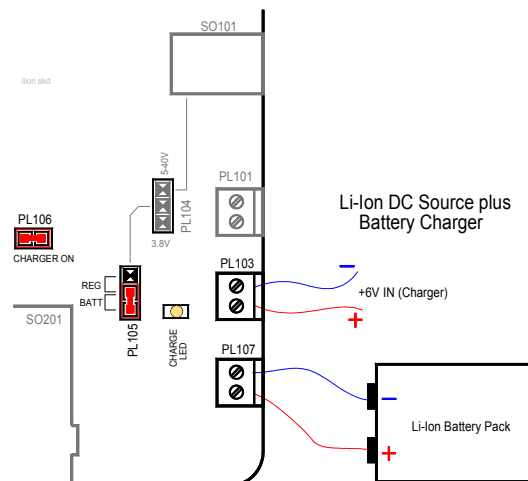 SO101
liion.skd
5-40V
PL104
3.8V
PL101
Li-Ion DC Source plus
Battery Charger
PL106
CHARGER ON
PL103
+6V IN (Charger)
REG
BATT
PL105
CHARGE
LED
SO201
PL107
Li-Ion Battery Pack